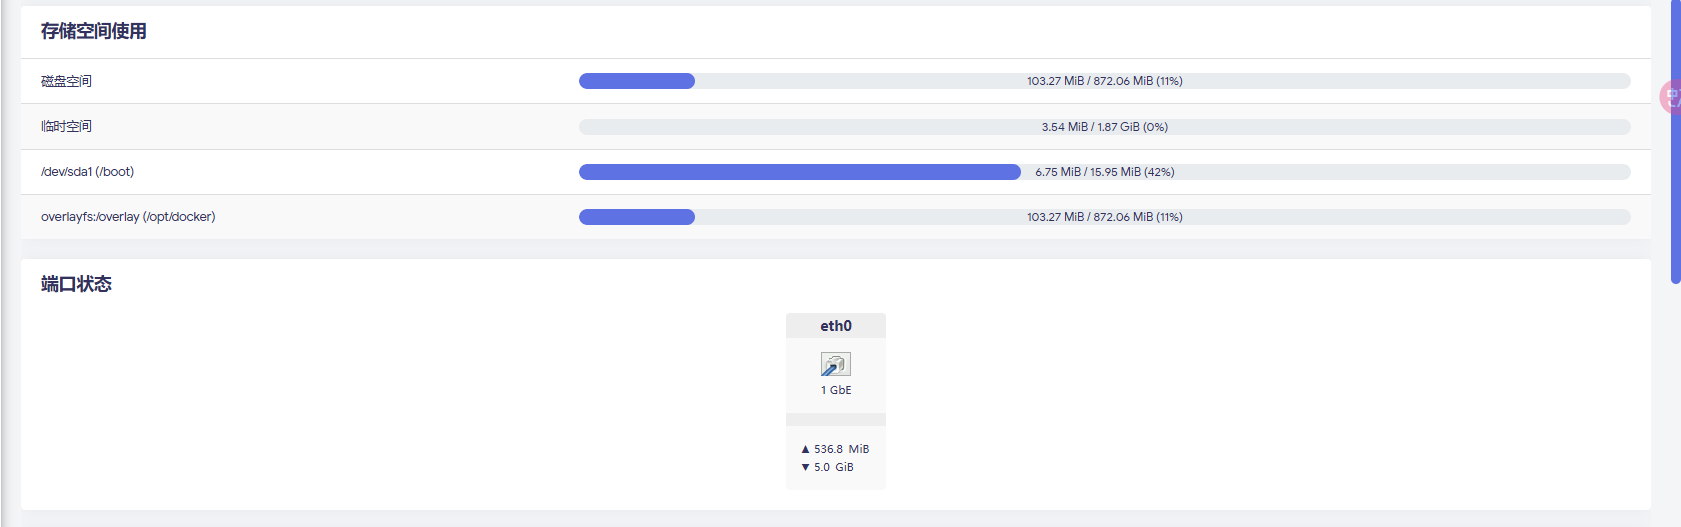 存储空间使用
磁盘空间 103.27 MiB / 872.06 MiB (11%)
临时空间 3.54 MiB / 1.87 GiB (0%)
/dev/sda1 (/boot) 6.75 MiB / 15.95 MiB (42%)
overlayfs:/overlay (/opt/docker) 103.27 MiB / 872.06 MiB (11%)
端口状态
eth0
1 GbE
▲ 536.8 MiB
▼ 5.0 GiB